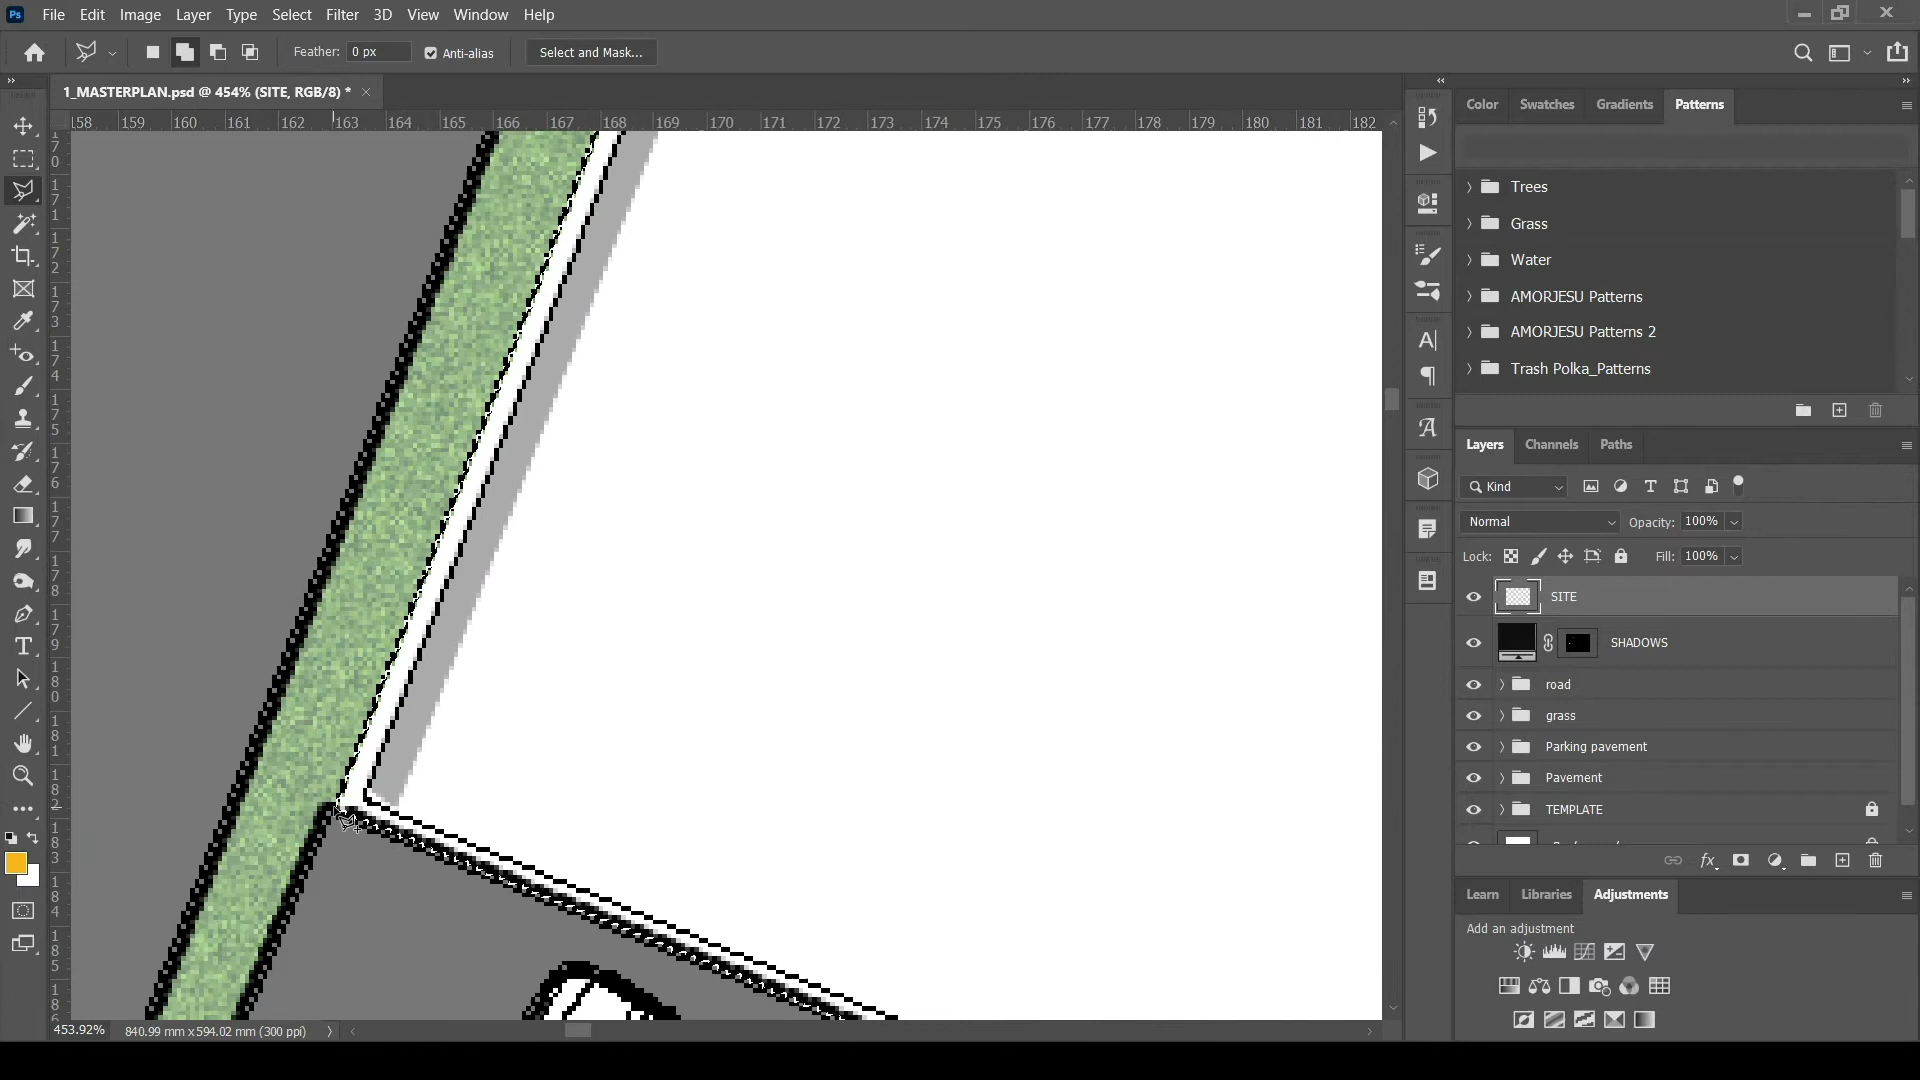 Ps File Edit Image Layer Type Select Filter 3D View Window Help
Feather: 0 px Anti-alias Select and Mask...
1_MASTERPLAN.psd @ 454% (SITE, RGB/8) * ×
158 159 160 161 162 163 164 165 166 167 168 169 170 171 172 173 174 175 176 177 178 179 180 181 182
Color Swatches Gradients Patterns
Trees
Grass
Water
AMORJESU Patterns
AMORJESU Patterns 2
Trash Polka_Patterns
Layers Channels Paths
Kind
Normal Opacity: 100%
Lock: Fill: 100%
SITE
SHADOWS
road
grass
Parking pavement
Pavement
TEMPLATE
Learn Libraries Adjustments
Add an adjustment
453.92% 840.99 mm x 594.02 mm (300 ppi)